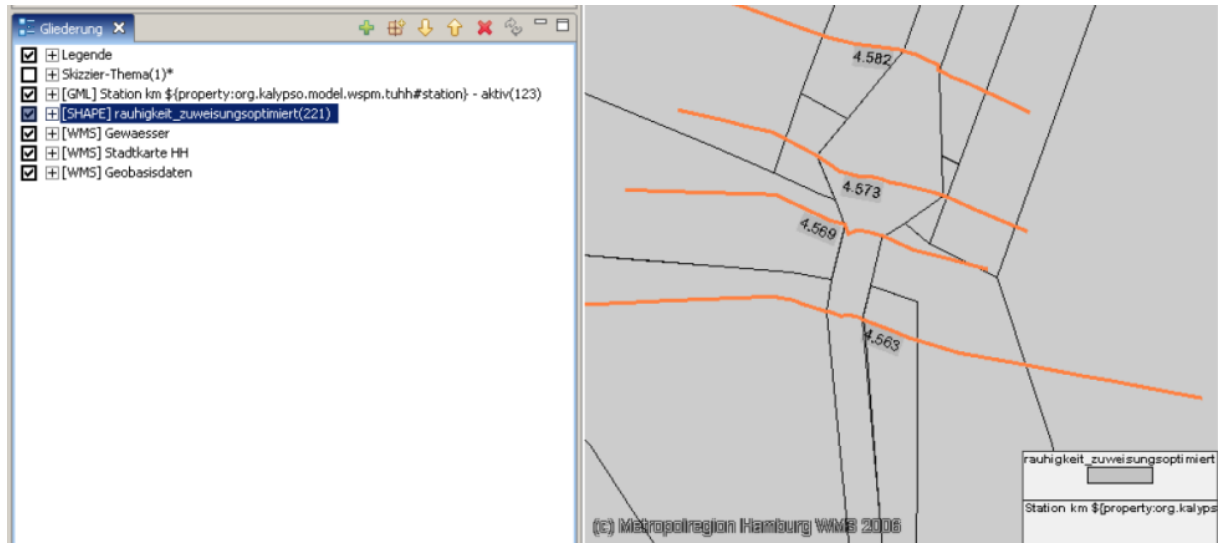 Gliederung
Legende
Skizzier-Thema(1)*
[GML] Station km ${property:org.kalypso.model.wspm.tuhh#station} - aktiv(123)
[SHAPE] rauhigkeit_zuweisungsoptimiert(221)
[WMS] Gewaesser
[WMS] Stadtkarte HH
[WMS] Geobasisdaten
4.582
4.573
4.569
4.563
rauhigkeit_zuweisungsoptimiert
Station km ${property:org.kalyps
(c) Metropolregion Hamburg WMS 2006